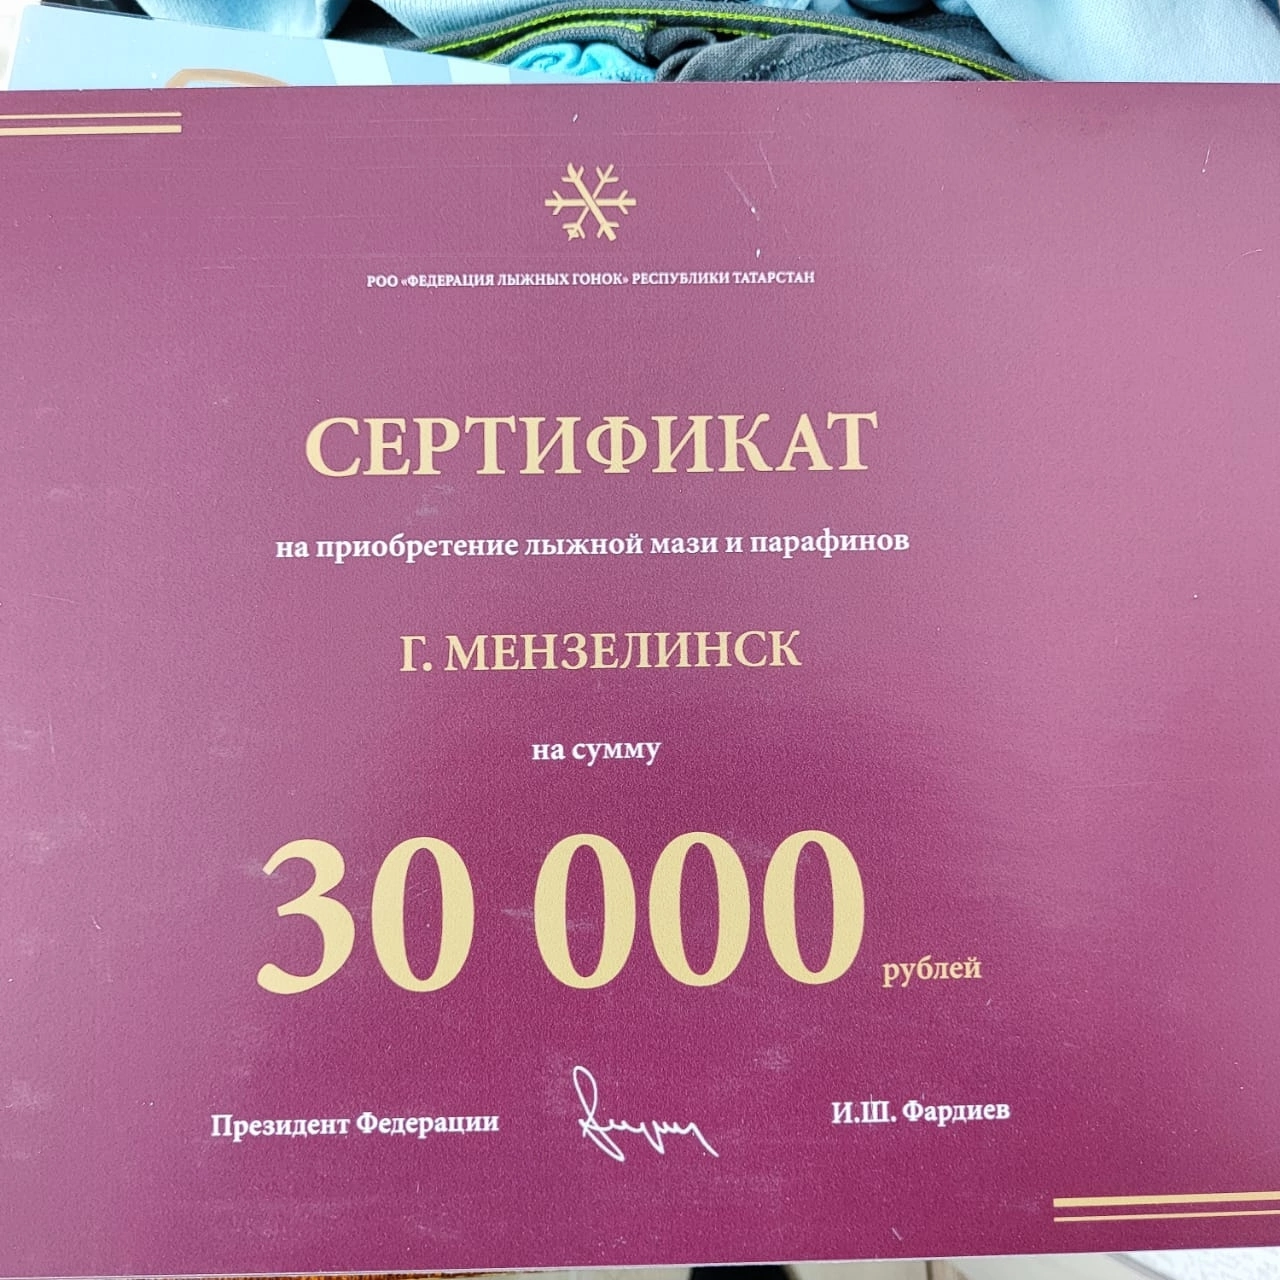 РОО «ФЕДЕРАЦИЯ ЛЫЖНЫХ ГОНОК» РЕСПУБЛИКИ ТАТАРСТАН
СЕРТИФИКАТ
на приобретение лыжной мази и парафинов
Г. МЕНЗЕЛИНСК
на сумму
30 000 рублей
Президент Федерации И.Ш. Фардиев